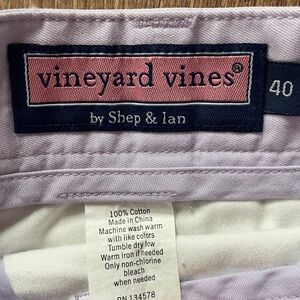 vineyard vines®
40
by Shep & Ian
100% Cotton
Made in China
Machine wash warm
with like colors
Tumble dry low
Warm iron if needed
Only non-chlorine
bleach
when needed
RN 134578